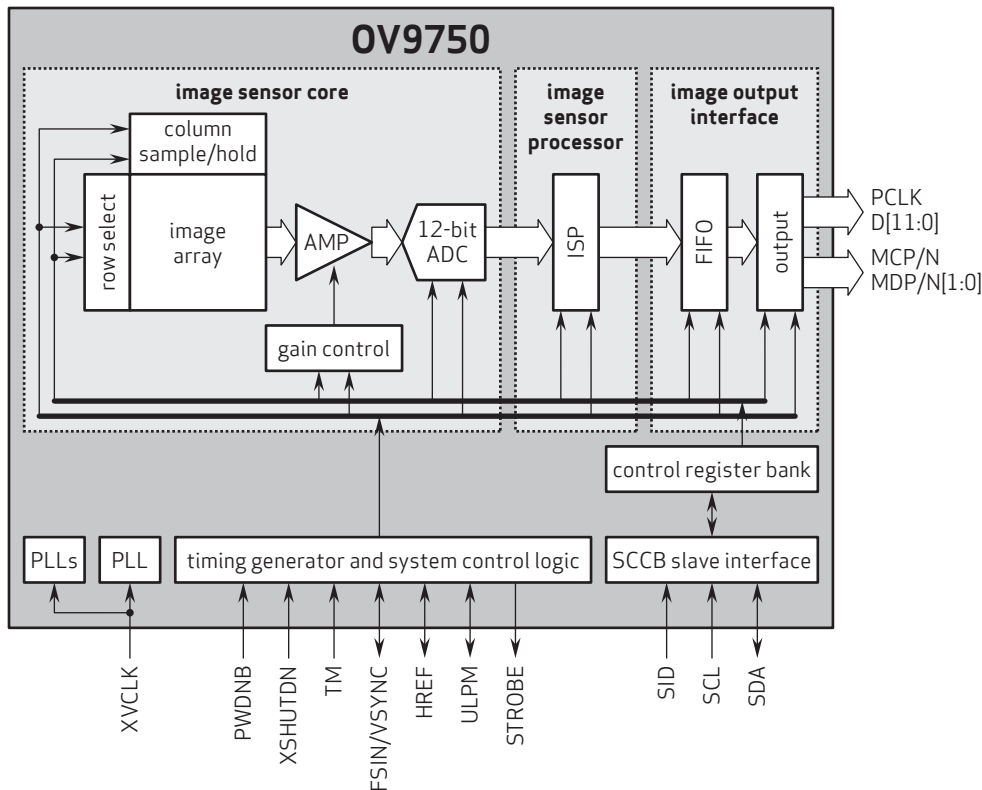 OV9750
image sensor core
image
sensor
processor
image output
interface
column
sample/hold
row select
image
array
AMP
12-bit
ADC
ISP
FIFO
output
PCLK
D[11:0]
MCP/N
MDP/N[1:0]
gain control
control register bank
PLLs
PLL
timing generator and system control logic
SCCB slave interface
XVCLK
PWDNB
XSHUTDN
TM
FSIN/VSYNC
HREF
ULPM
STROBE
SID
SCL
SDA